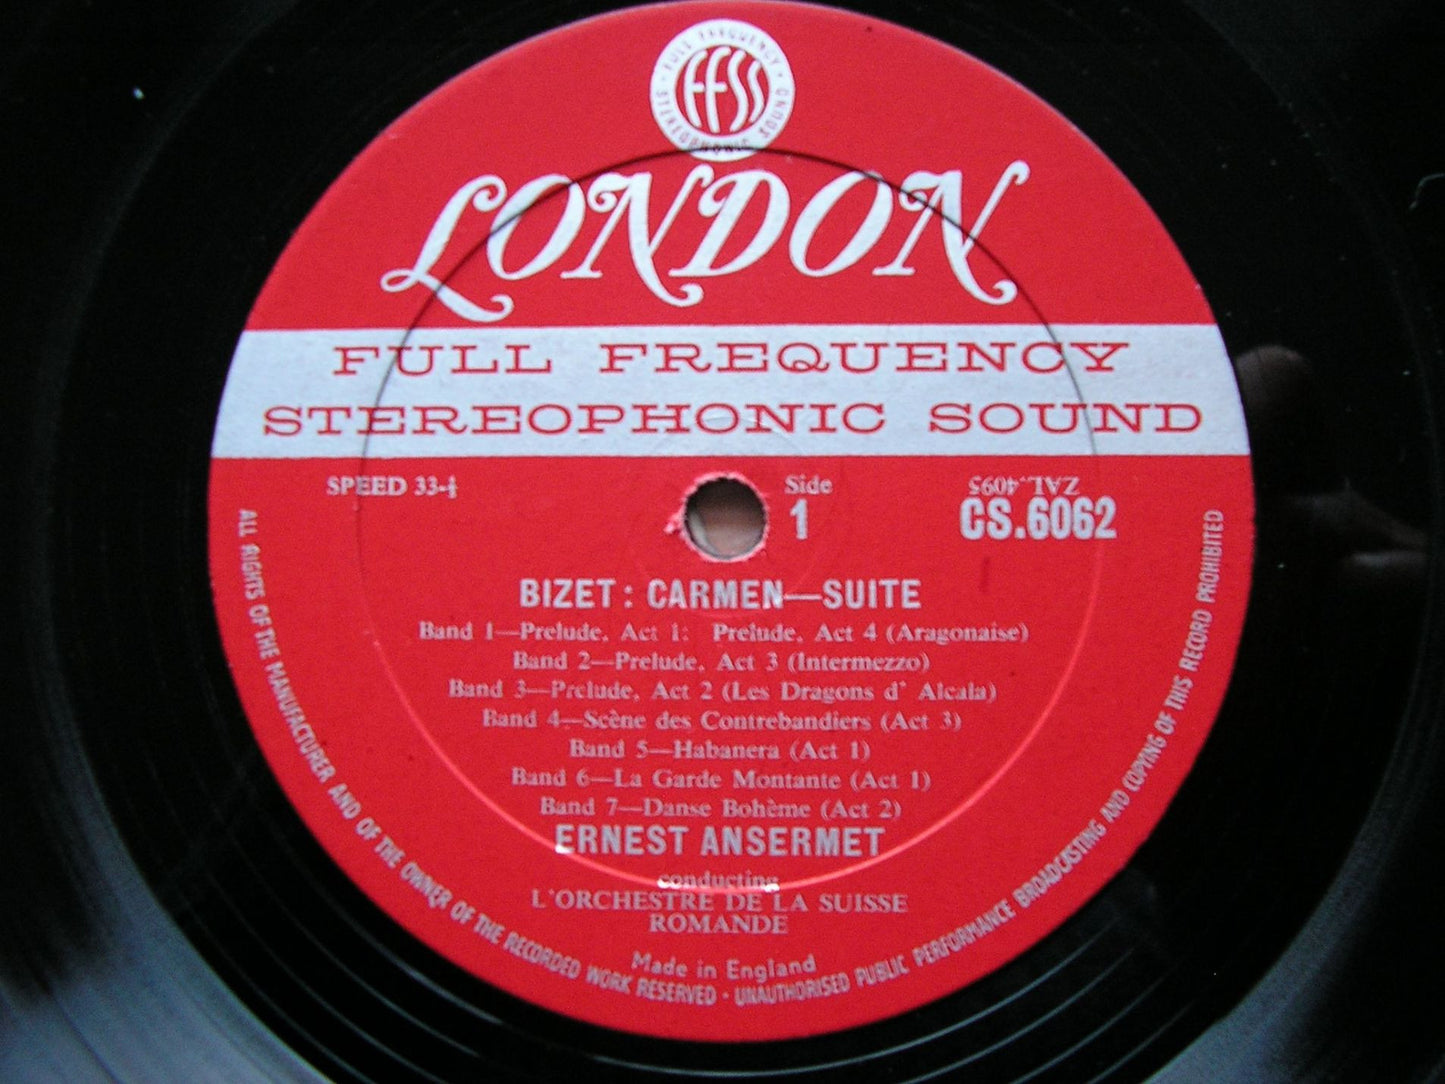 FULL FREQUENCY STEREOPHONIC SOUND
FFSS
LONDON
FULL FREQUENCY
STEREOPHONIC SOUND
SPEED 33-⅓
Side
1
ZAL.4095
CS.6062
BIZET: CARMEN—SUITE
Band 1—Prelude, Act 1: Prelude, Act 4 (Aragonaise)
Band 2—Prelude, Act 3 (Intermezzo)
Band 3—Prelude, Act 2 (Les Dragons d' Alcala)
Band 4—Scène des Contrebandiers (Act 3)
Band 5—Habanera (Act 1)
Band 6—La Garde Montante (Act 1)
Band 7—Danse Bohème (Act 2)
ERNEST ANSERMET
conducting
L'ORCHESTRE DE LA SUISSE
ROMANDE
Made in England
ALL RIGHTS OF THE MANUFACTURER AND OF THE OWNER OF THE RECORDED WORK RESERVED · UNAUTHORISED PUBLIC PERFORMANCE BROADCASTING AND COPYING OF THIS RECORD PROHIBITED